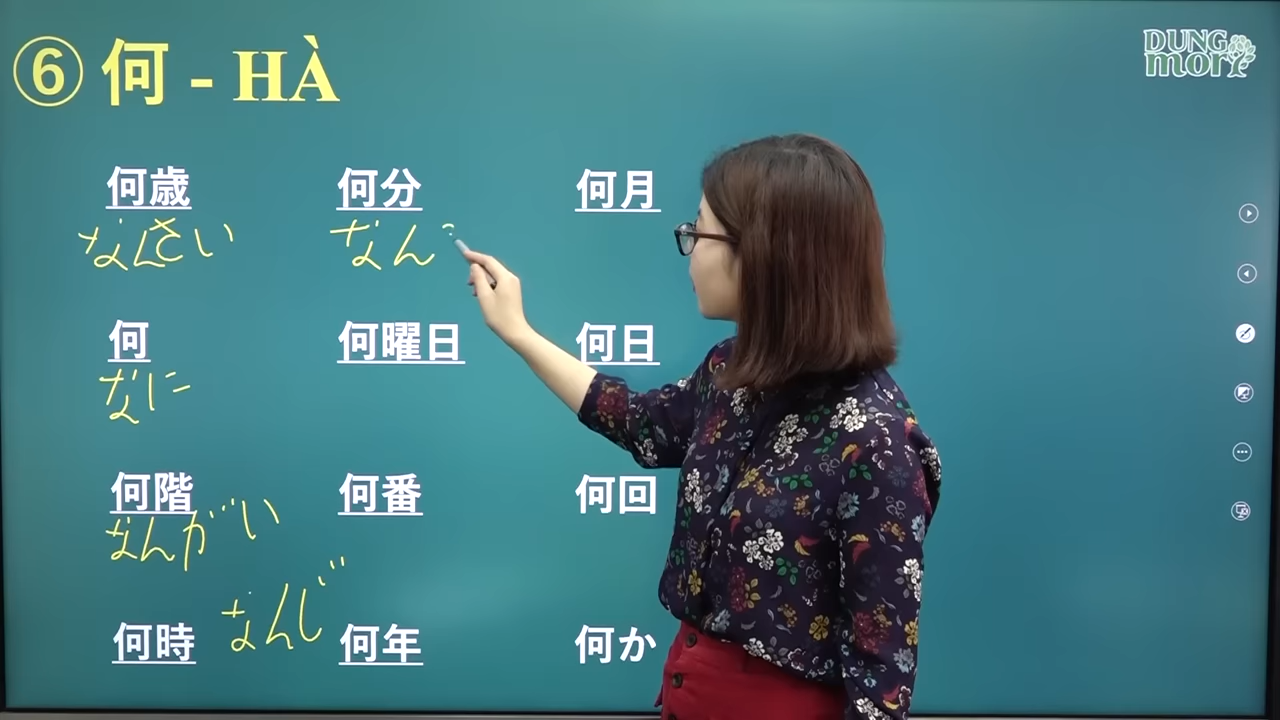 ⑥ 何 - HÀ
DUNG
mori
何歳 何分 何月
なんさい なん
何 何曜日 何日
なに
何階 何番 何回
なんがい
なんじ
何時 何年 何か